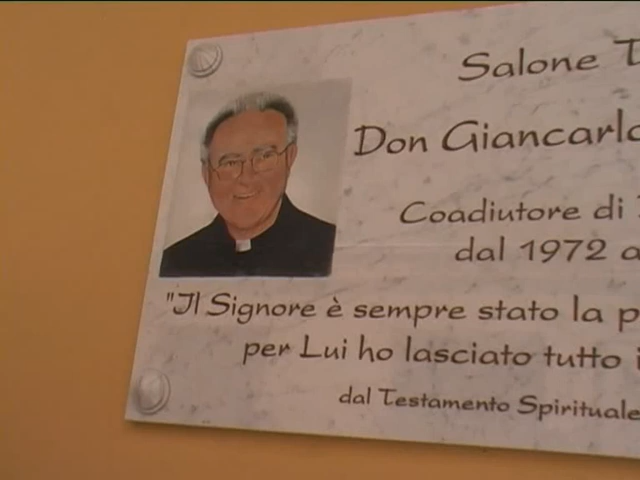 Salone
Don Giancarlo
Coadiutore di
dal 1972 a
"Il Signore è sempre stato la p
per Lui ho lasciato tutto i
dal Testamento Spirituale